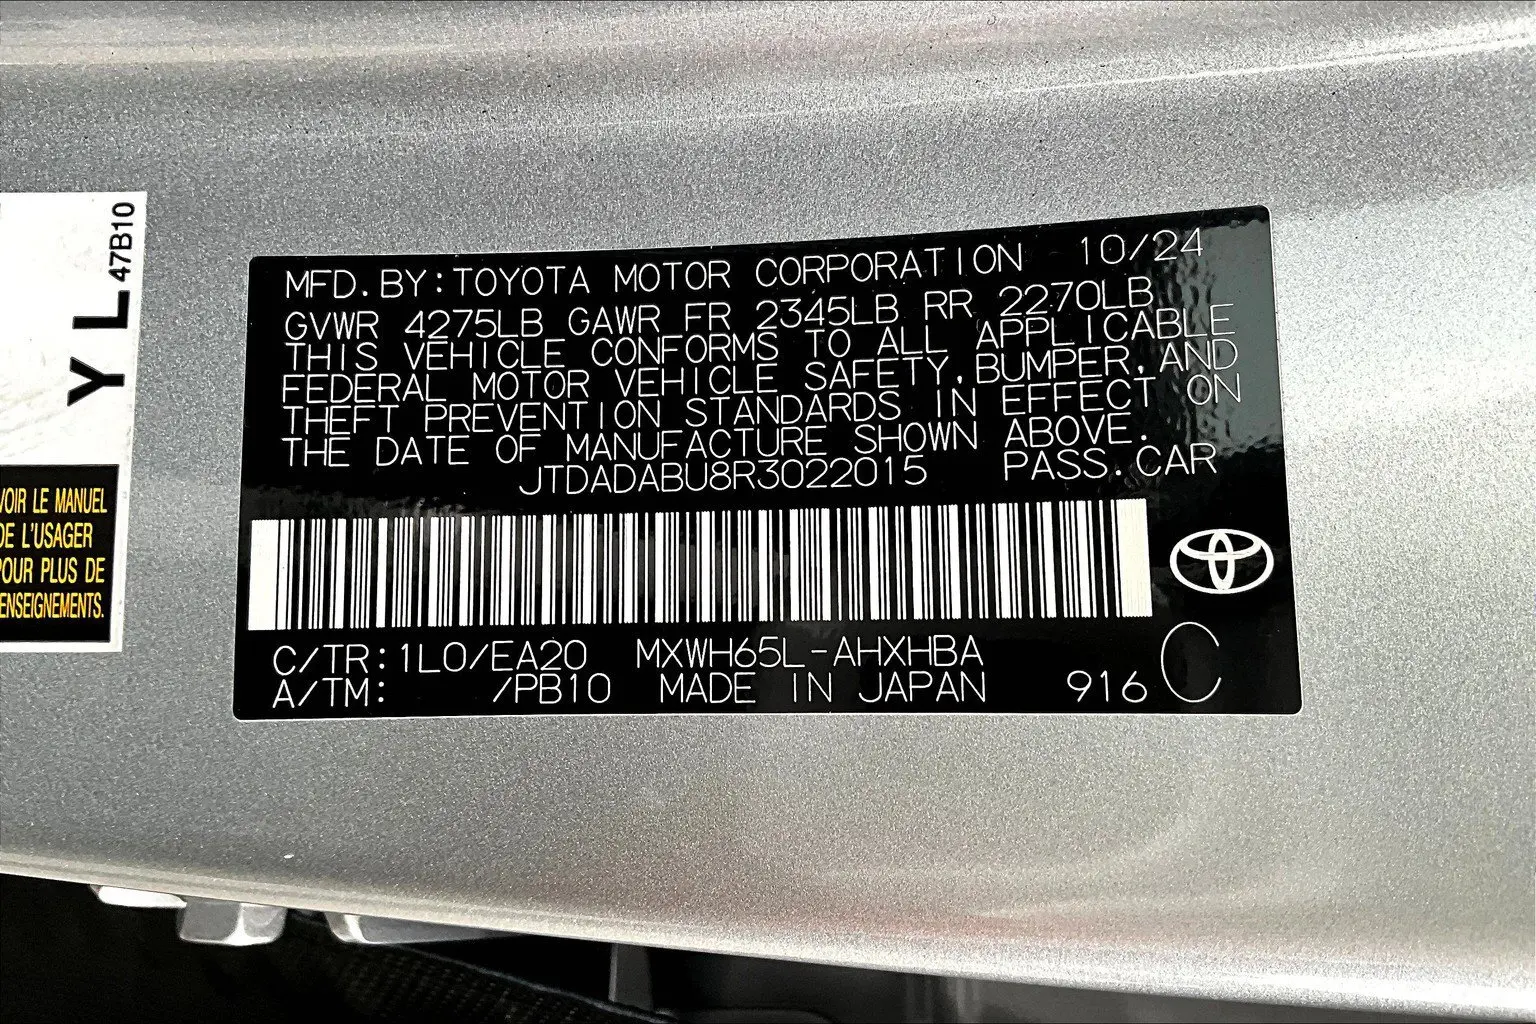 47B10
YL
VOIR LE MANUEL
DE L'USAGER
POUR PLUS DE
MFD. BY: TOYOTA MOTOR CORPORATION 10/24
GVWR 4275LB GAWR FR 2345LB RR 2270LB
THIS VEHICLE CONFORMS TO ALL APPLICABLE
FEDERAL MOTOR VEHICLE SAFETY, BUMPER, AND
THEFT PREVENTION STANDARDS IN EFFECT ON
THE DATE OF MANUFACTURE SHOWN ABOVE.
JTDADABU8R3022015 PASS. CAR
C/TR: 1L0/EA20 MXWH65L-AHXHBA
A/TM: /PB10 MADE IN JAPAN 916 C